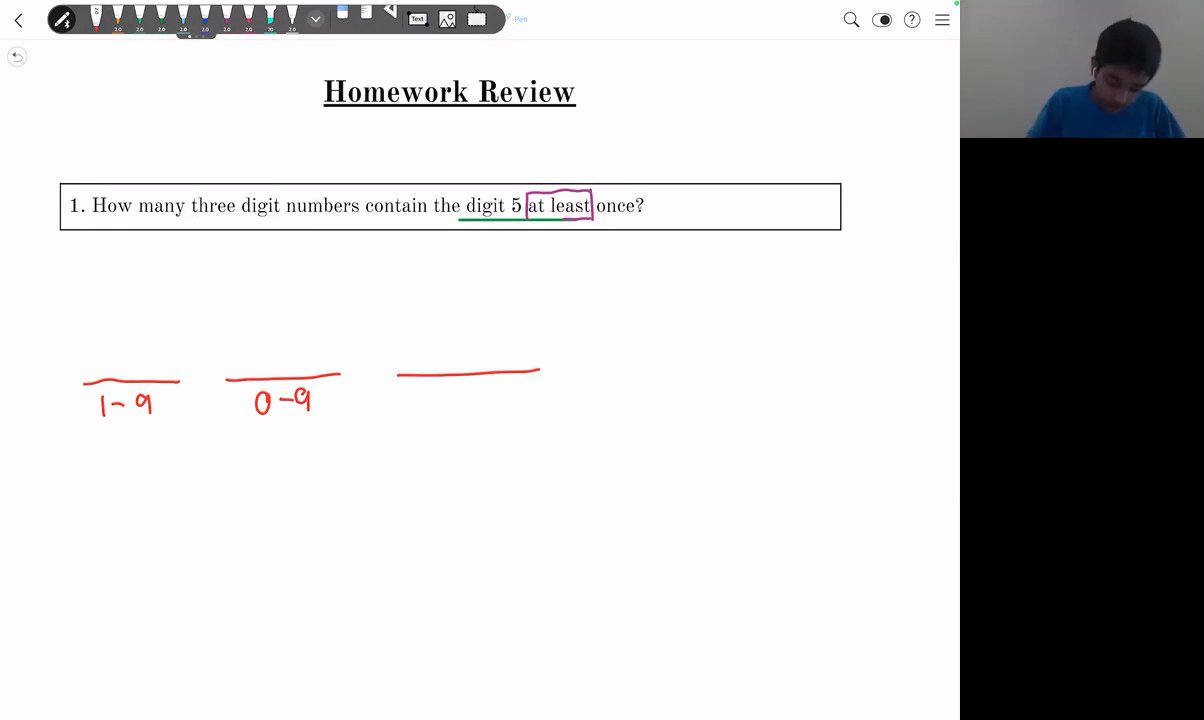 Text
Pen
Homework Review
1. How many three digit numbers contain the digit 5 at least once?
1-9 0-9